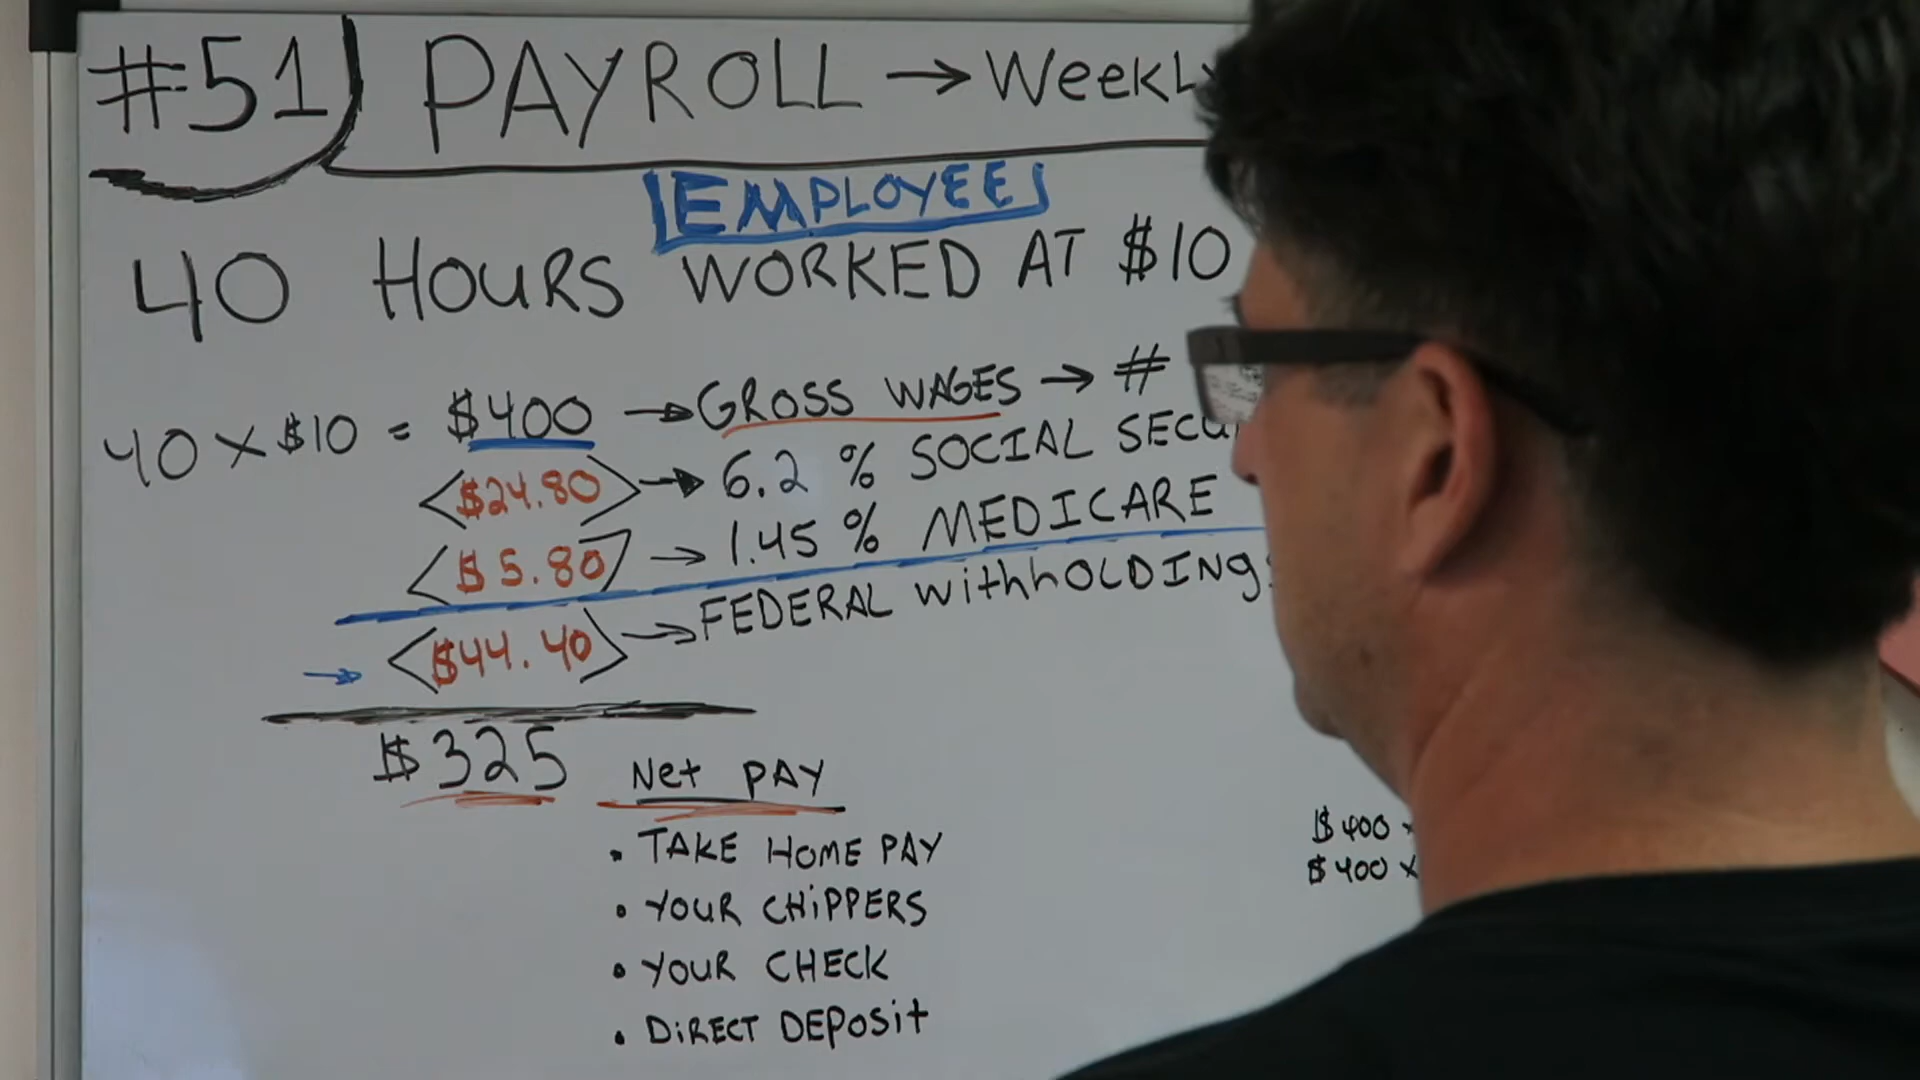 #51 PAYROLL → Weekly
EMPLOYEE
40 HOURS WORKED AT $10
40 x $10 = $400 → GROSS WAGES → #
<$24.80> → 6.2 % SOCIAL SECU
<$5.80> → 1.45 % MEDICARE
→ <$44.40> → FEDERAL withhOLDINg
$325 Net PAY
• TAKE HOME PAY
• YOUR CHiPPERS
• YOUR CHECK
• DiRECT DEPOSit
$400
$400 x